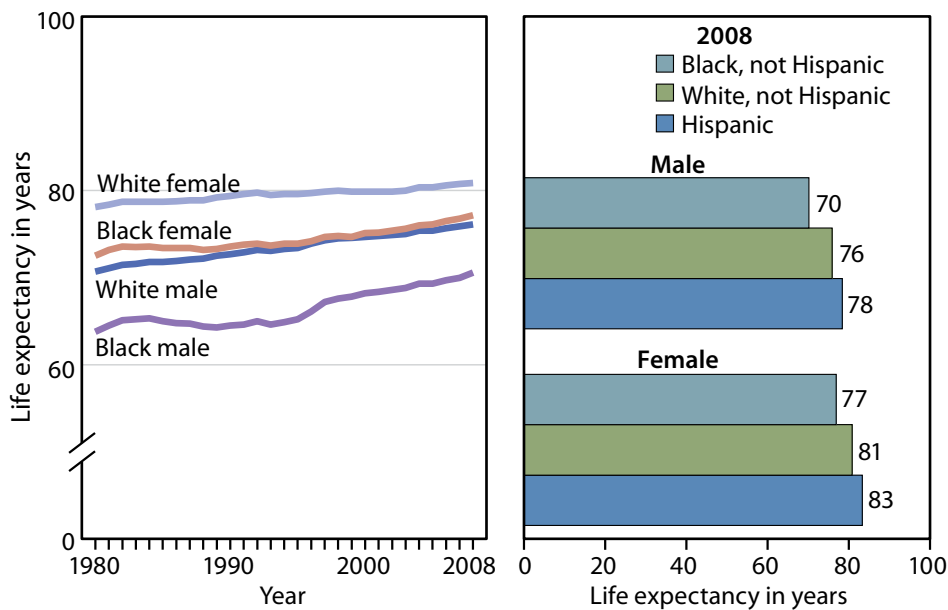 100
80
60
0
Life expectancy in years
White female
Black female
White male
Black male
1980
1990
2000
2008
Year
2008
Black, not Hispanic
White, not Hispanic
Hispanic
Male
70
76
78
Female
77
81
83
0
20
40
60
80
100
Life expectancy in years